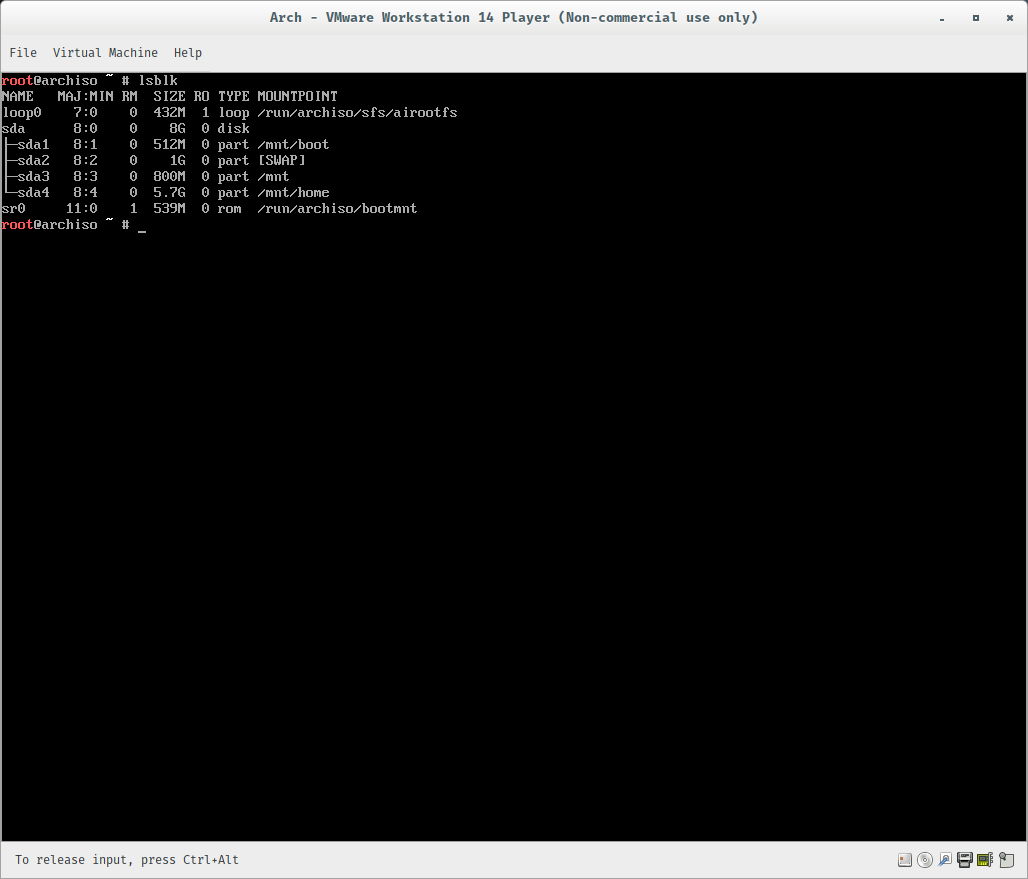 Arch - VMware Workstation 14 Player (Non-commercial use only)
File Virtual Machine Help
root@archiso ~ # lsblk
NAME   MAJ:MIN RM  SIZE RO TYPE MOUNTPOINT
loop0    7:0    0  432M  1 loop /run/archiso/sfs/airootfs
sda      8:0    0    8G  0 disk
├─sda1   8:1    0  512M  0 part /mnt/boot
├─sda2   8:2    0    1G  0 part [SWAP]
├─sda3   8:3    0  800M  0 part /mnt
└─sda4   8:4    0  5.7G  0 part /mnt/home
sr0     11:0    1  539M  0 rom  /run/archiso/bootmnt
root@archiso ~ # _
To release input, press Ctrl+Alt